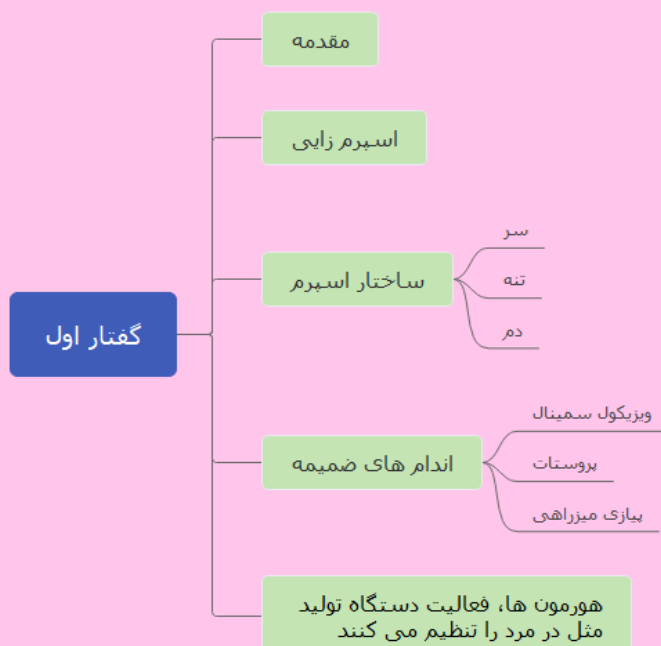 گفتار اول
مقدمه
اسپرم زایی
ساختار اسپرم
سر
تنه
دم
اندام های ضمیمه
ویزیکول سمینال
پروستات
پیازی میزراهی
هورمون ها، فعالیت دستگاه تولید
مثل در مرد را تنظیم می کنند